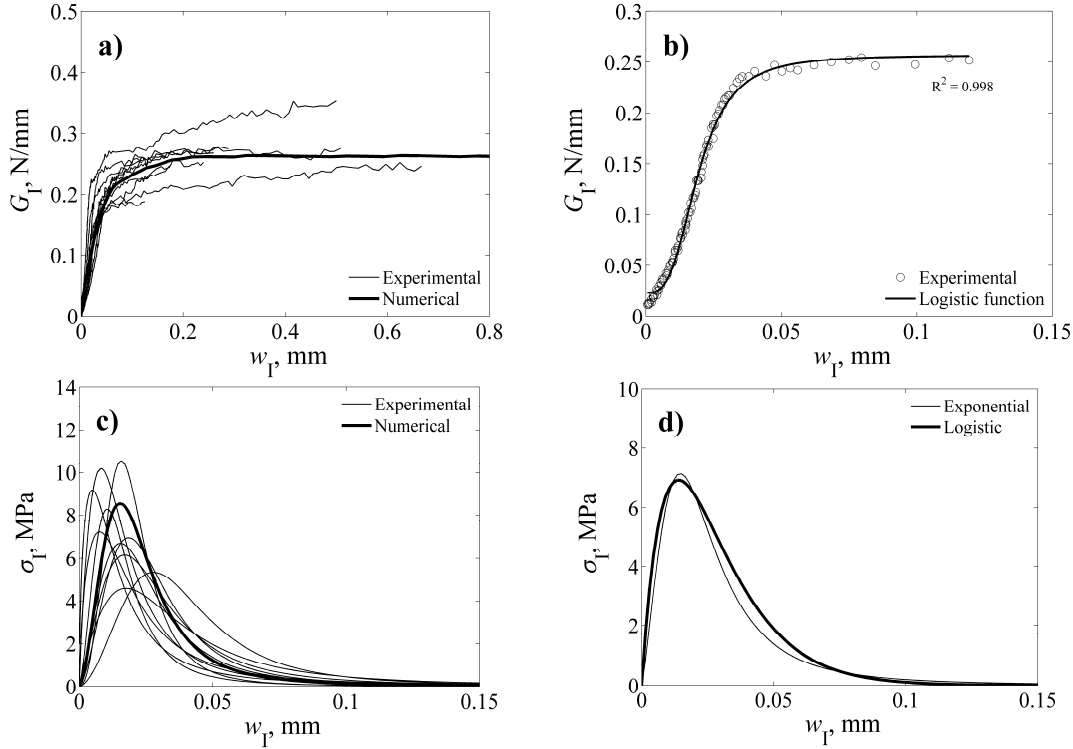 a)
0.5
0.4
0.3
0.2
0.1
0
G_I, N/mm
Experimental
Numerical
0 0.2 0.4 0.6 0.8
w_I, mm
b)
0.3
0.25
0.2
0.15
0.1
0.05
0
G_I, N/mm
R² = 0.998
Experimental
Logistic function
0 0.05 0.1 0.15
w_I, mm
c)
14
12
10
8
6
4
2
0
σ_I, MPa
Experimental
Numerical
0 0.05 0.1 0.15
w_I, mm
d)
10
8
6
4
2
0
σ_I, MPa
Exponential
Logistic
0 0.05 0.1 0.15
w_I, mm